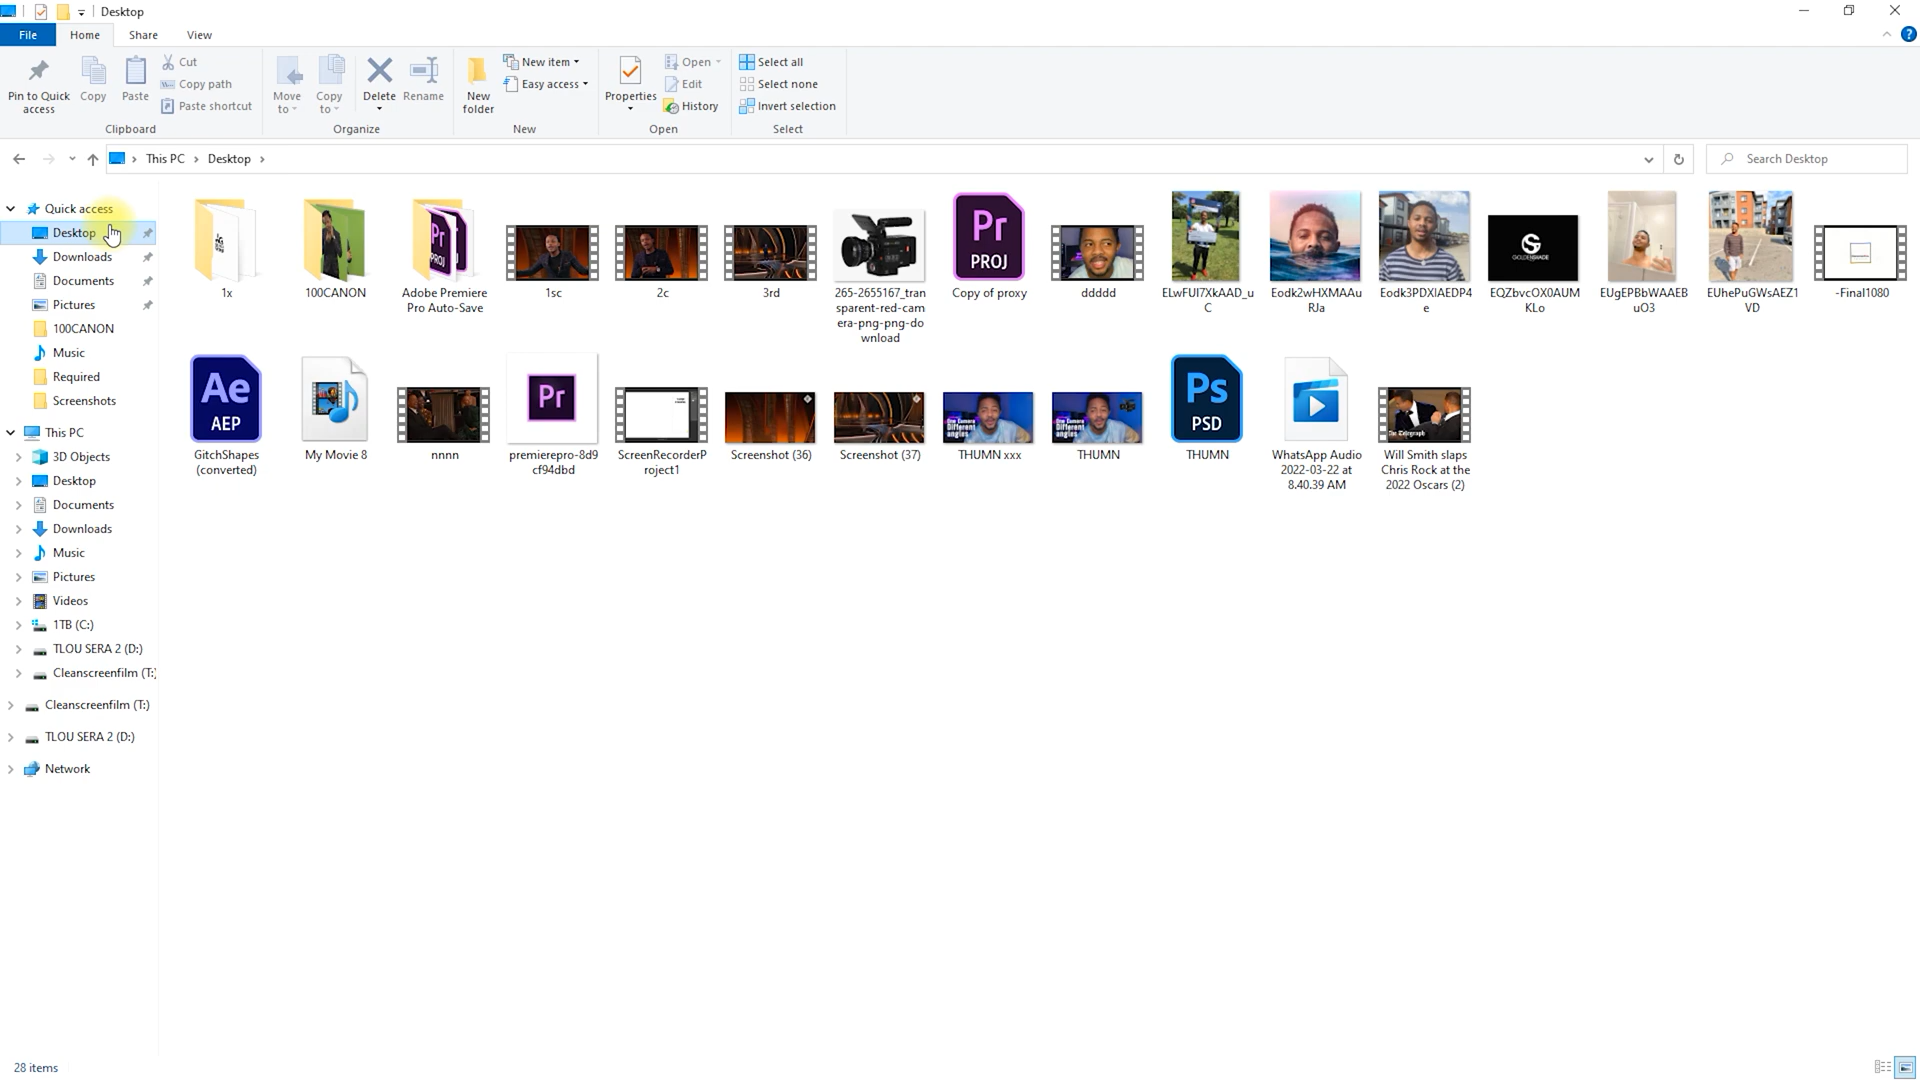 Desktop
File Home Share View
Pin to Quick access
Copy
Paste
Cut
Copy path
Paste shortcut
Clipboard
Move to
Copy to
Delete
Rename
Organize
New folder
New item
Easy access
New
Properties
Open
Edit
History
Open
Select all
Select none
Invert selection
Select
This PC Desktop
Search Desktop
Quick access
Desktop
Downloads
Documents
Pictures
100CANON
Music
Required
Screenshots
This PC
3D Objects
Desktop
Documents
Downloads
Music
Pictures
Videos
1TB (C:)
TLOU SERA 2 (D:)
Cleanscreenfilm (T:)
Cleanscreenfilm (T:)
TLOU SERA 2 (D:)
Network
1x
100CANON
Adobe Premiere
Pro Auto-Save
1sc
2c
3rd
265-2655167_tran
sparent-red-cam
era-png-png-do
wnload
Pr
PROJ
Copy of proxy
ddddd
ELwFUI7XkAAD_u
C
Eodk2wHXMAAu
RJa
Eodk3PDXIAEDP4
e
EQZbvcOX0AUM
KLo
EUgEPBbWAAEB
uO3
EUhePuGWsAEZ1
VD
-Final1080
Ae
AEP
GitchShapes
(converted)
My Movie 8
nnnn
Pr
premierepro-8d9
cf94dbd
ScreenRecorderP
roject1
Screenshot (36)
Screenshot (37)
THUMN xxx
THUMN
Ps
PSD
THUMN
WhatsApp Audio
2022-03-22 at
8.40.39 AM
Will Smith slaps
Chris Rock at the
2022 Oscars (2)
28 items